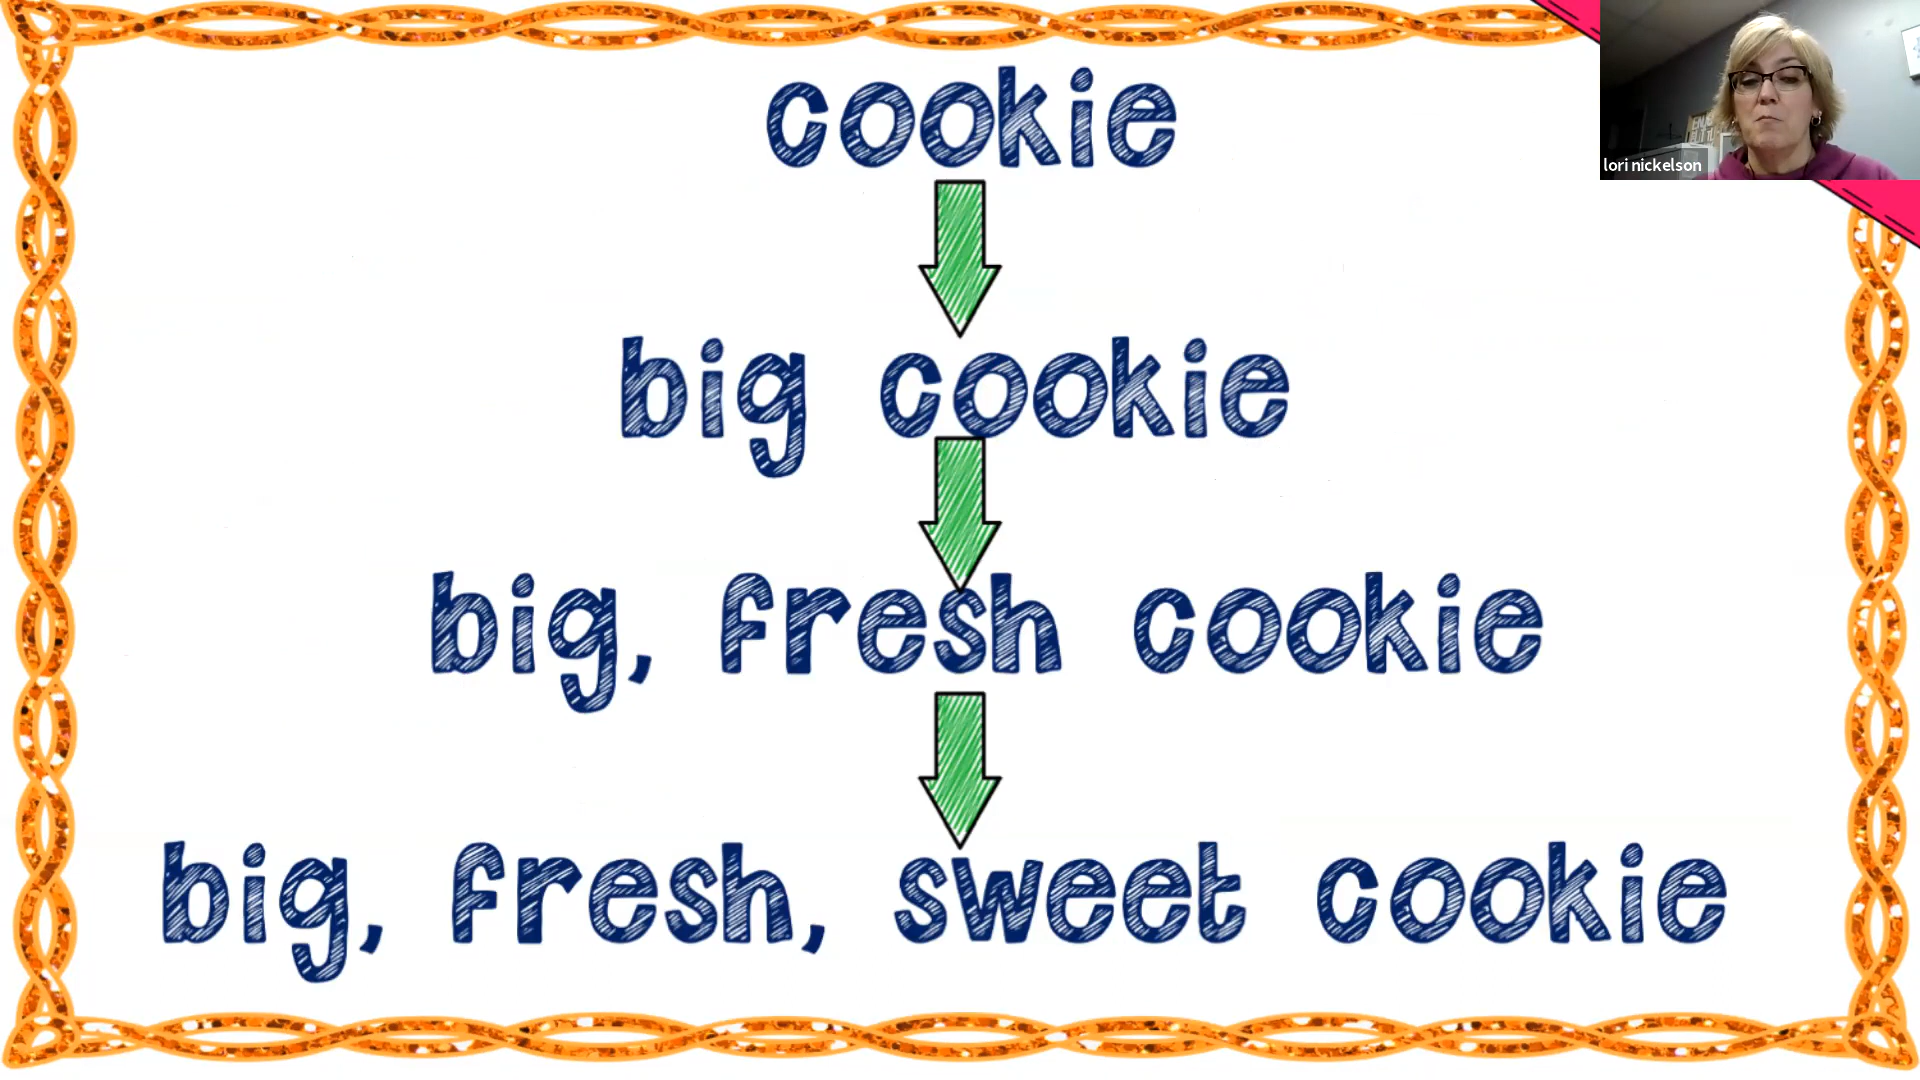 cookie
lori nickelson
big cookie
big, fresh cookie
big, fresh, sweet cookie